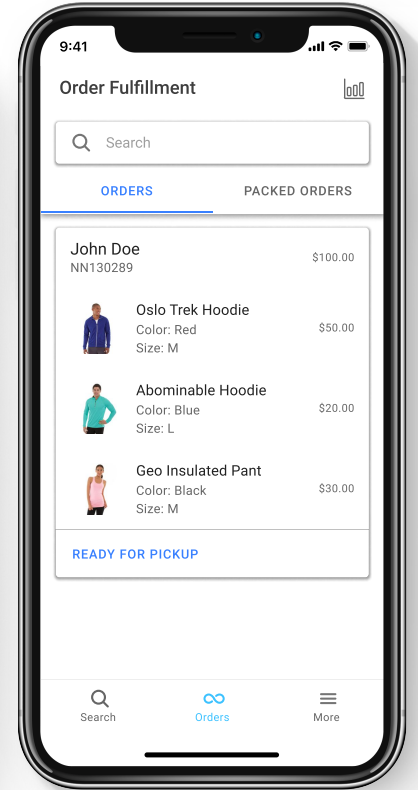 9:41
Order Fulfillment
Search
ORDERS PACKED ORDERS
John Doe
$100.00
NN130289
Oslo Trek Hoodie
Color: Red
$50.00
Size: M
Abominable Hoodie
Color: Blue
$20.00
Size: L
Geo Insulated Pant
Color: Black
$30.00
Size: M
READY FOR PICKUP
Search Orders More